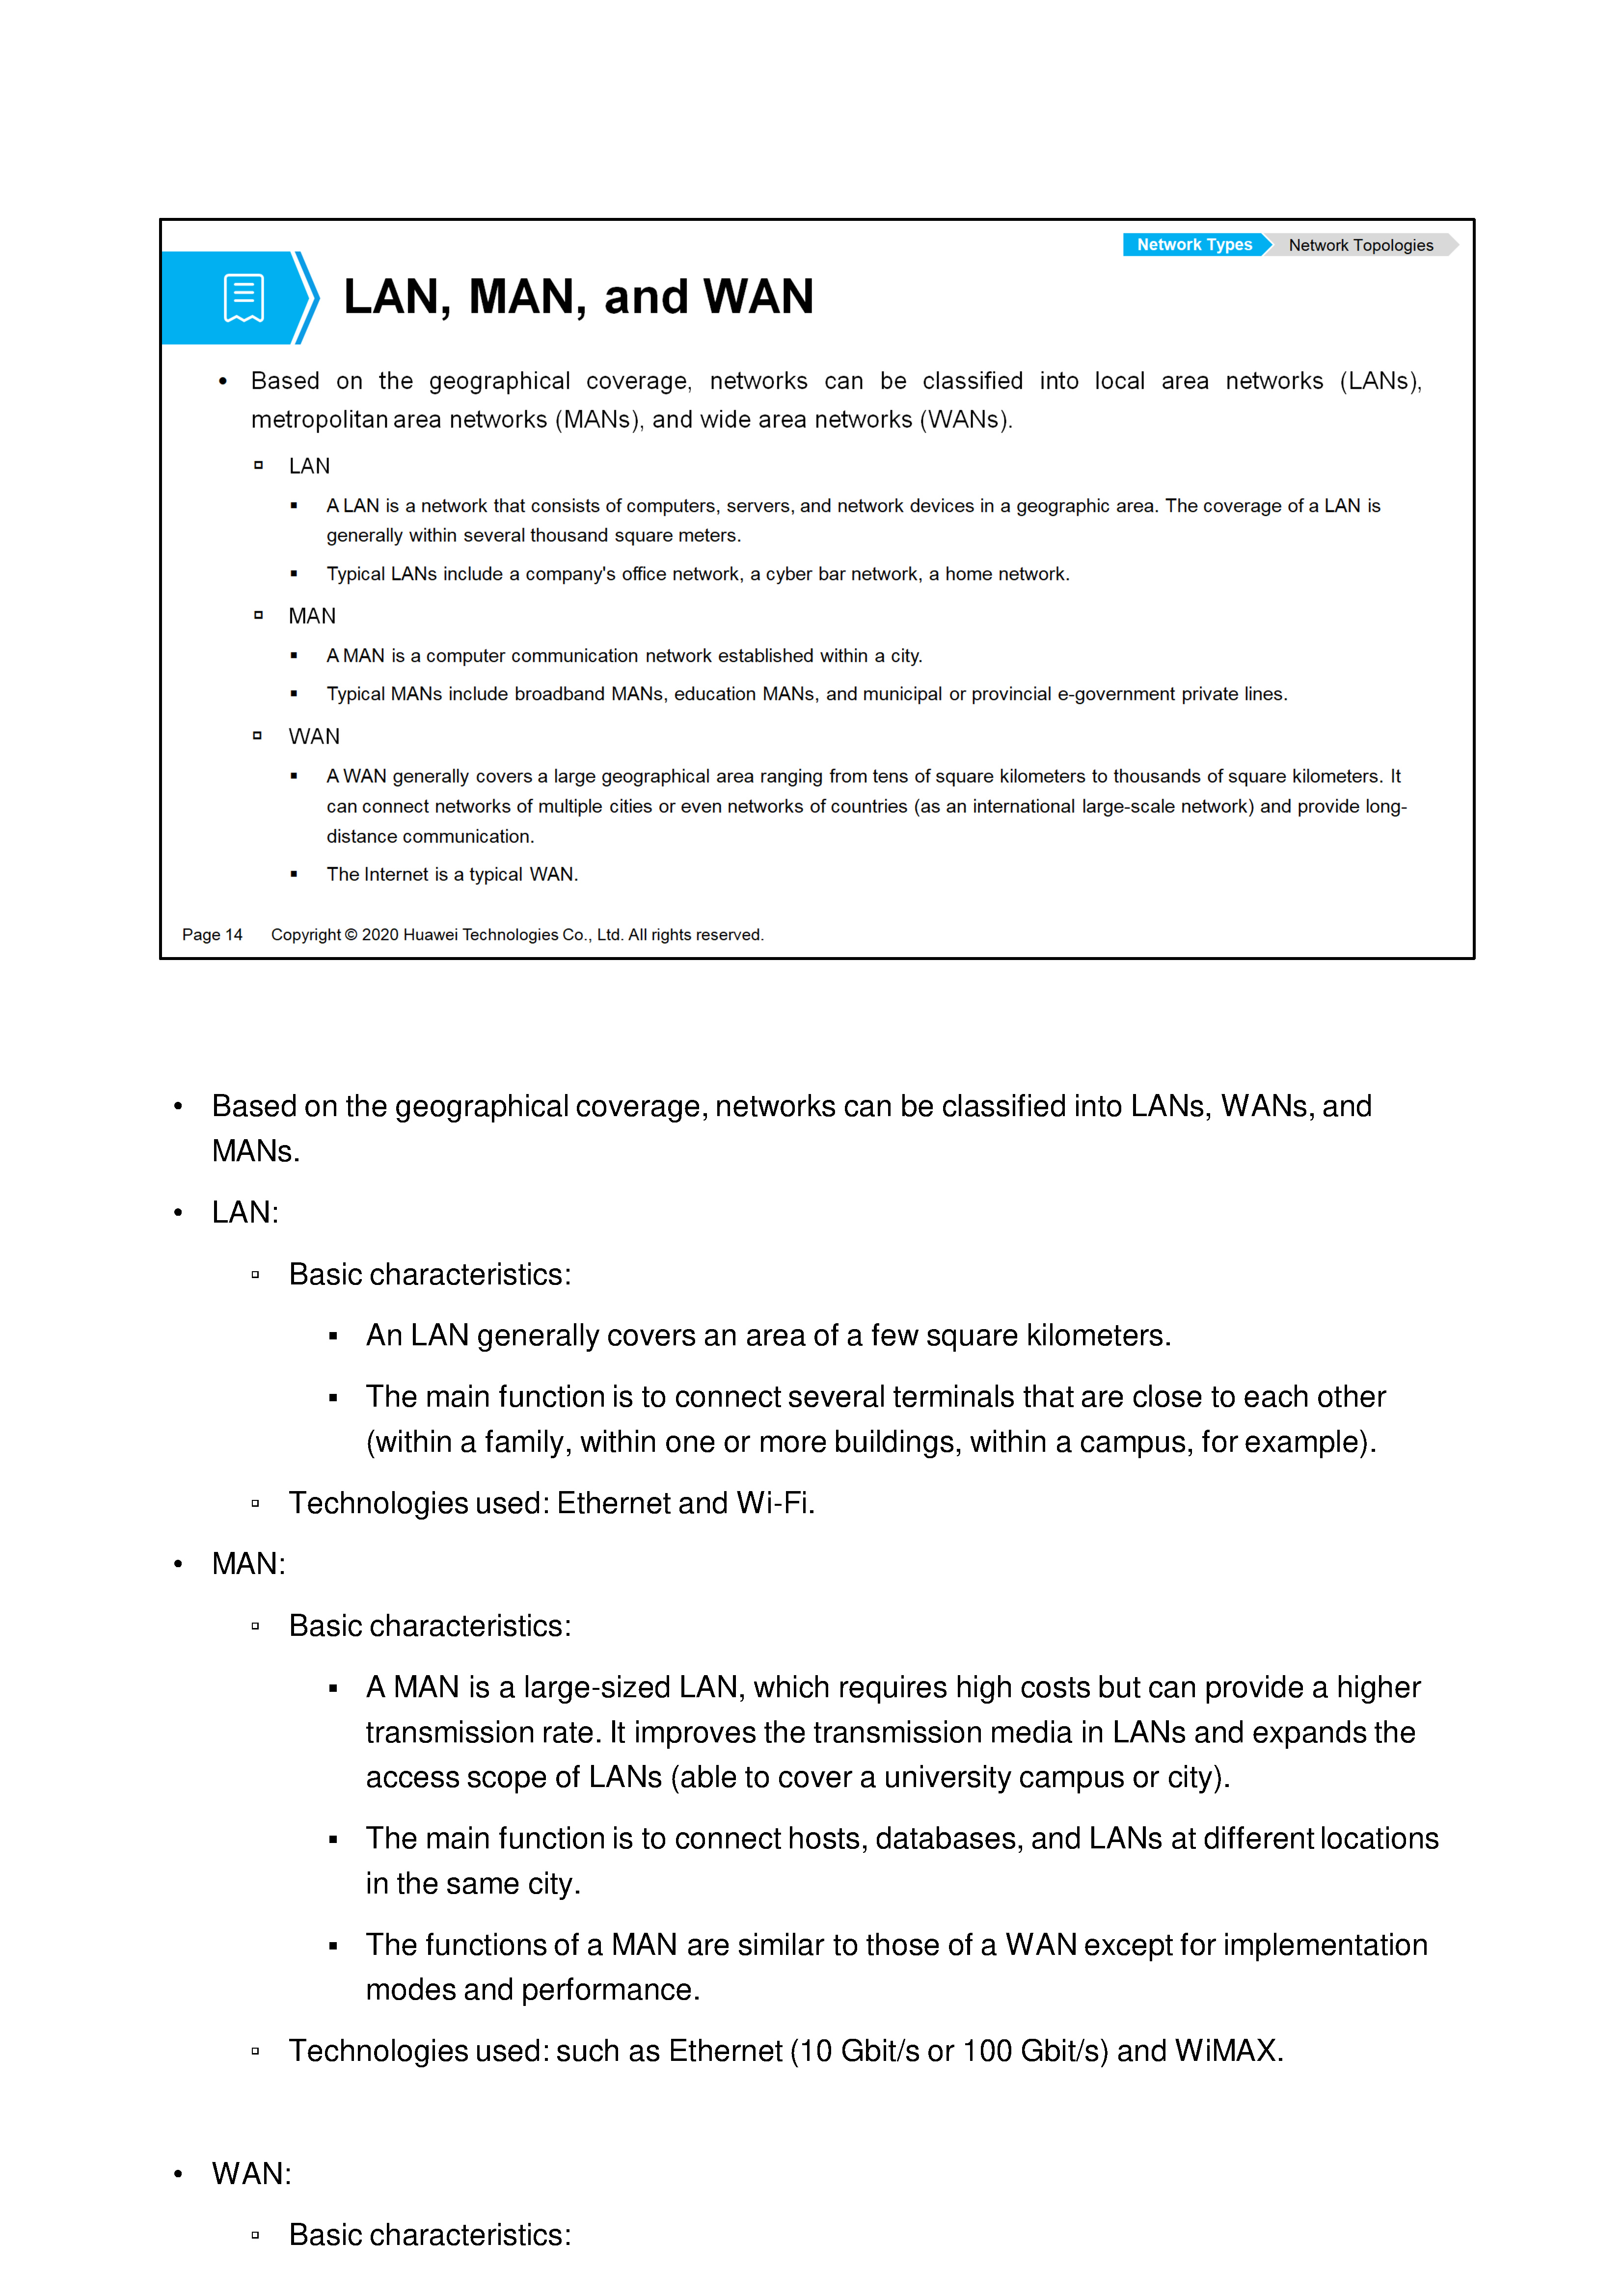 Network Types Network Topologies
LAN, MAN, and WAN
• Based on the geographical coverage, networks can be classified into local area networks (LANs),
metropolitan area networks (MANs), and wide area networks (WANs).
▫ LAN
▪ A LAN is a network that consists of computers, servers, and network devices in a geographic area. The coverage of a LAN is
generally within several thousand square meters.
▪ Typical LANs include a company's office network, a cyber bar network, a home network.
▫ MAN
▪ A MAN is a computer communication network established within a city.
▪ Typical MANs include broadband MANs, education MANs, and municipal or provincial e-government private lines.
▫ WAN
▪ A WAN generally covers a large geographical area ranging from tens of square kilometers to thousands of square kilometers. It
can connect networks of multiple cities or even networks of countries (as an international large-scale network) and provide long-
distance communication.
▪ The Internet is a typical WAN.
Page 14 Copyright © 2020 Huawei Technologies Co., Ltd. All rights reserved.
• Based on the geographical coverage, networks can be classified into LANs, WANs, and
MANs.
• LAN:
▫ Basic characteristics:
▪ An LAN generally covers an area of a few square kilometers.
▪ The main function is to connect several terminals that are close to each other
(within a family, within one or more buildings, within a campus, for example).
▫ Technologies used: Ethernet and Wi-Fi.
• MAN:
▫ Basic characteristics:
▪ A MAN is a large-sized LAN, which requires high costs but can provide a higher
transmission rate. It improves the transmission media in LANs and expands the
access scope of LANs (able to cover a university campus or city).
▪ The main function is to connect hosts, databases, and LANs at different locations
in the same city.
▪ The functions of a MAN are similar to those of a WAN except for implementation
modes and performance.
▫ Technologies used: such as Ethernet (10 Gbit/s or 100 Gbit/s) and WiMAX.
• WAN:
▫ Basic characteristics: